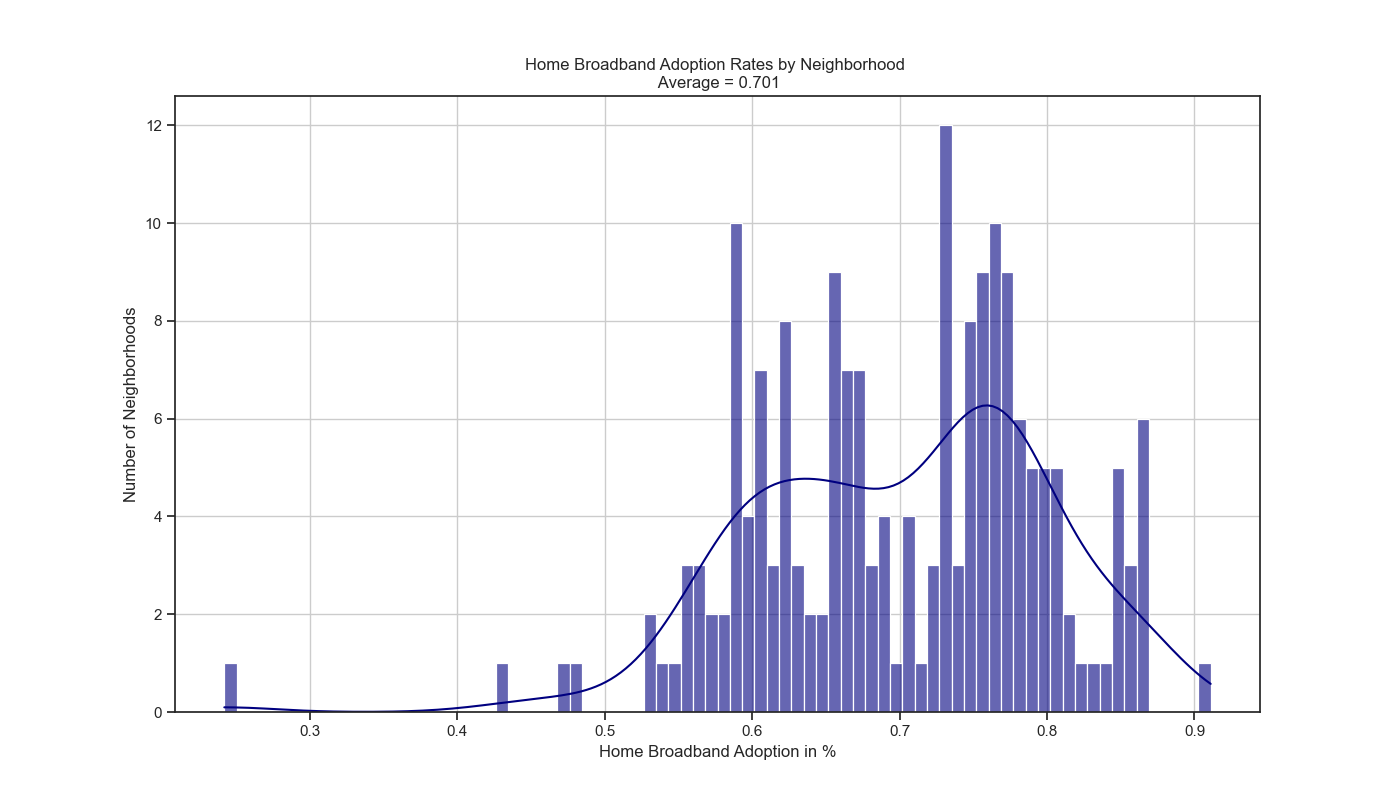 Home Broadband Adoption Rates by Neighborhood
Average = 0.701
Number of Neighborhoods
12
10
8
6
4
2
0
0.3 0.4 0.5 0.6 0.7 0.8 0.9
Home Broadband Adoption in %